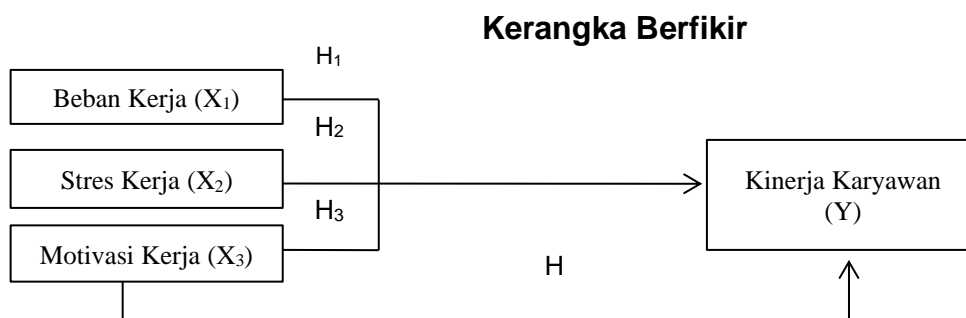 Kerangka Berfikir
H₁
Beban Kerja (X₁)
H₂
Stres Kerja (X₂)
H₃
Motivasi Kerja (X₃)
Kinerja Karyawan
(Y)
H